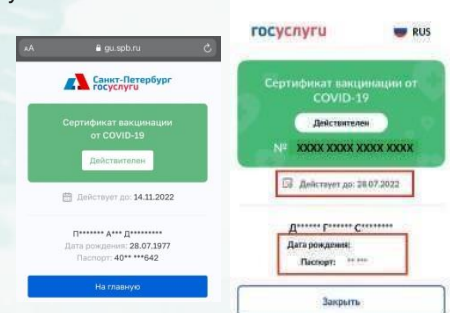 AA gu.spb.ru
Санкт-Петербург
госуслуги
Сертификат вакцинации
от COVID-19
Действителен
Действует до: 14.11.2022
П******* А*** Д*********
Дата рождения: 28.07.1977
Паспорт: 40** ***642
На главную
госуслуги RUS
Сертификат вакцинации от
COVID-19
Действителен
№ XXXX XXXX XXXX XXXX
Действует до: 28.07.2022
Д****** Г****** С********
Дата рождения:
Паспорт: ** ***
Закрыть